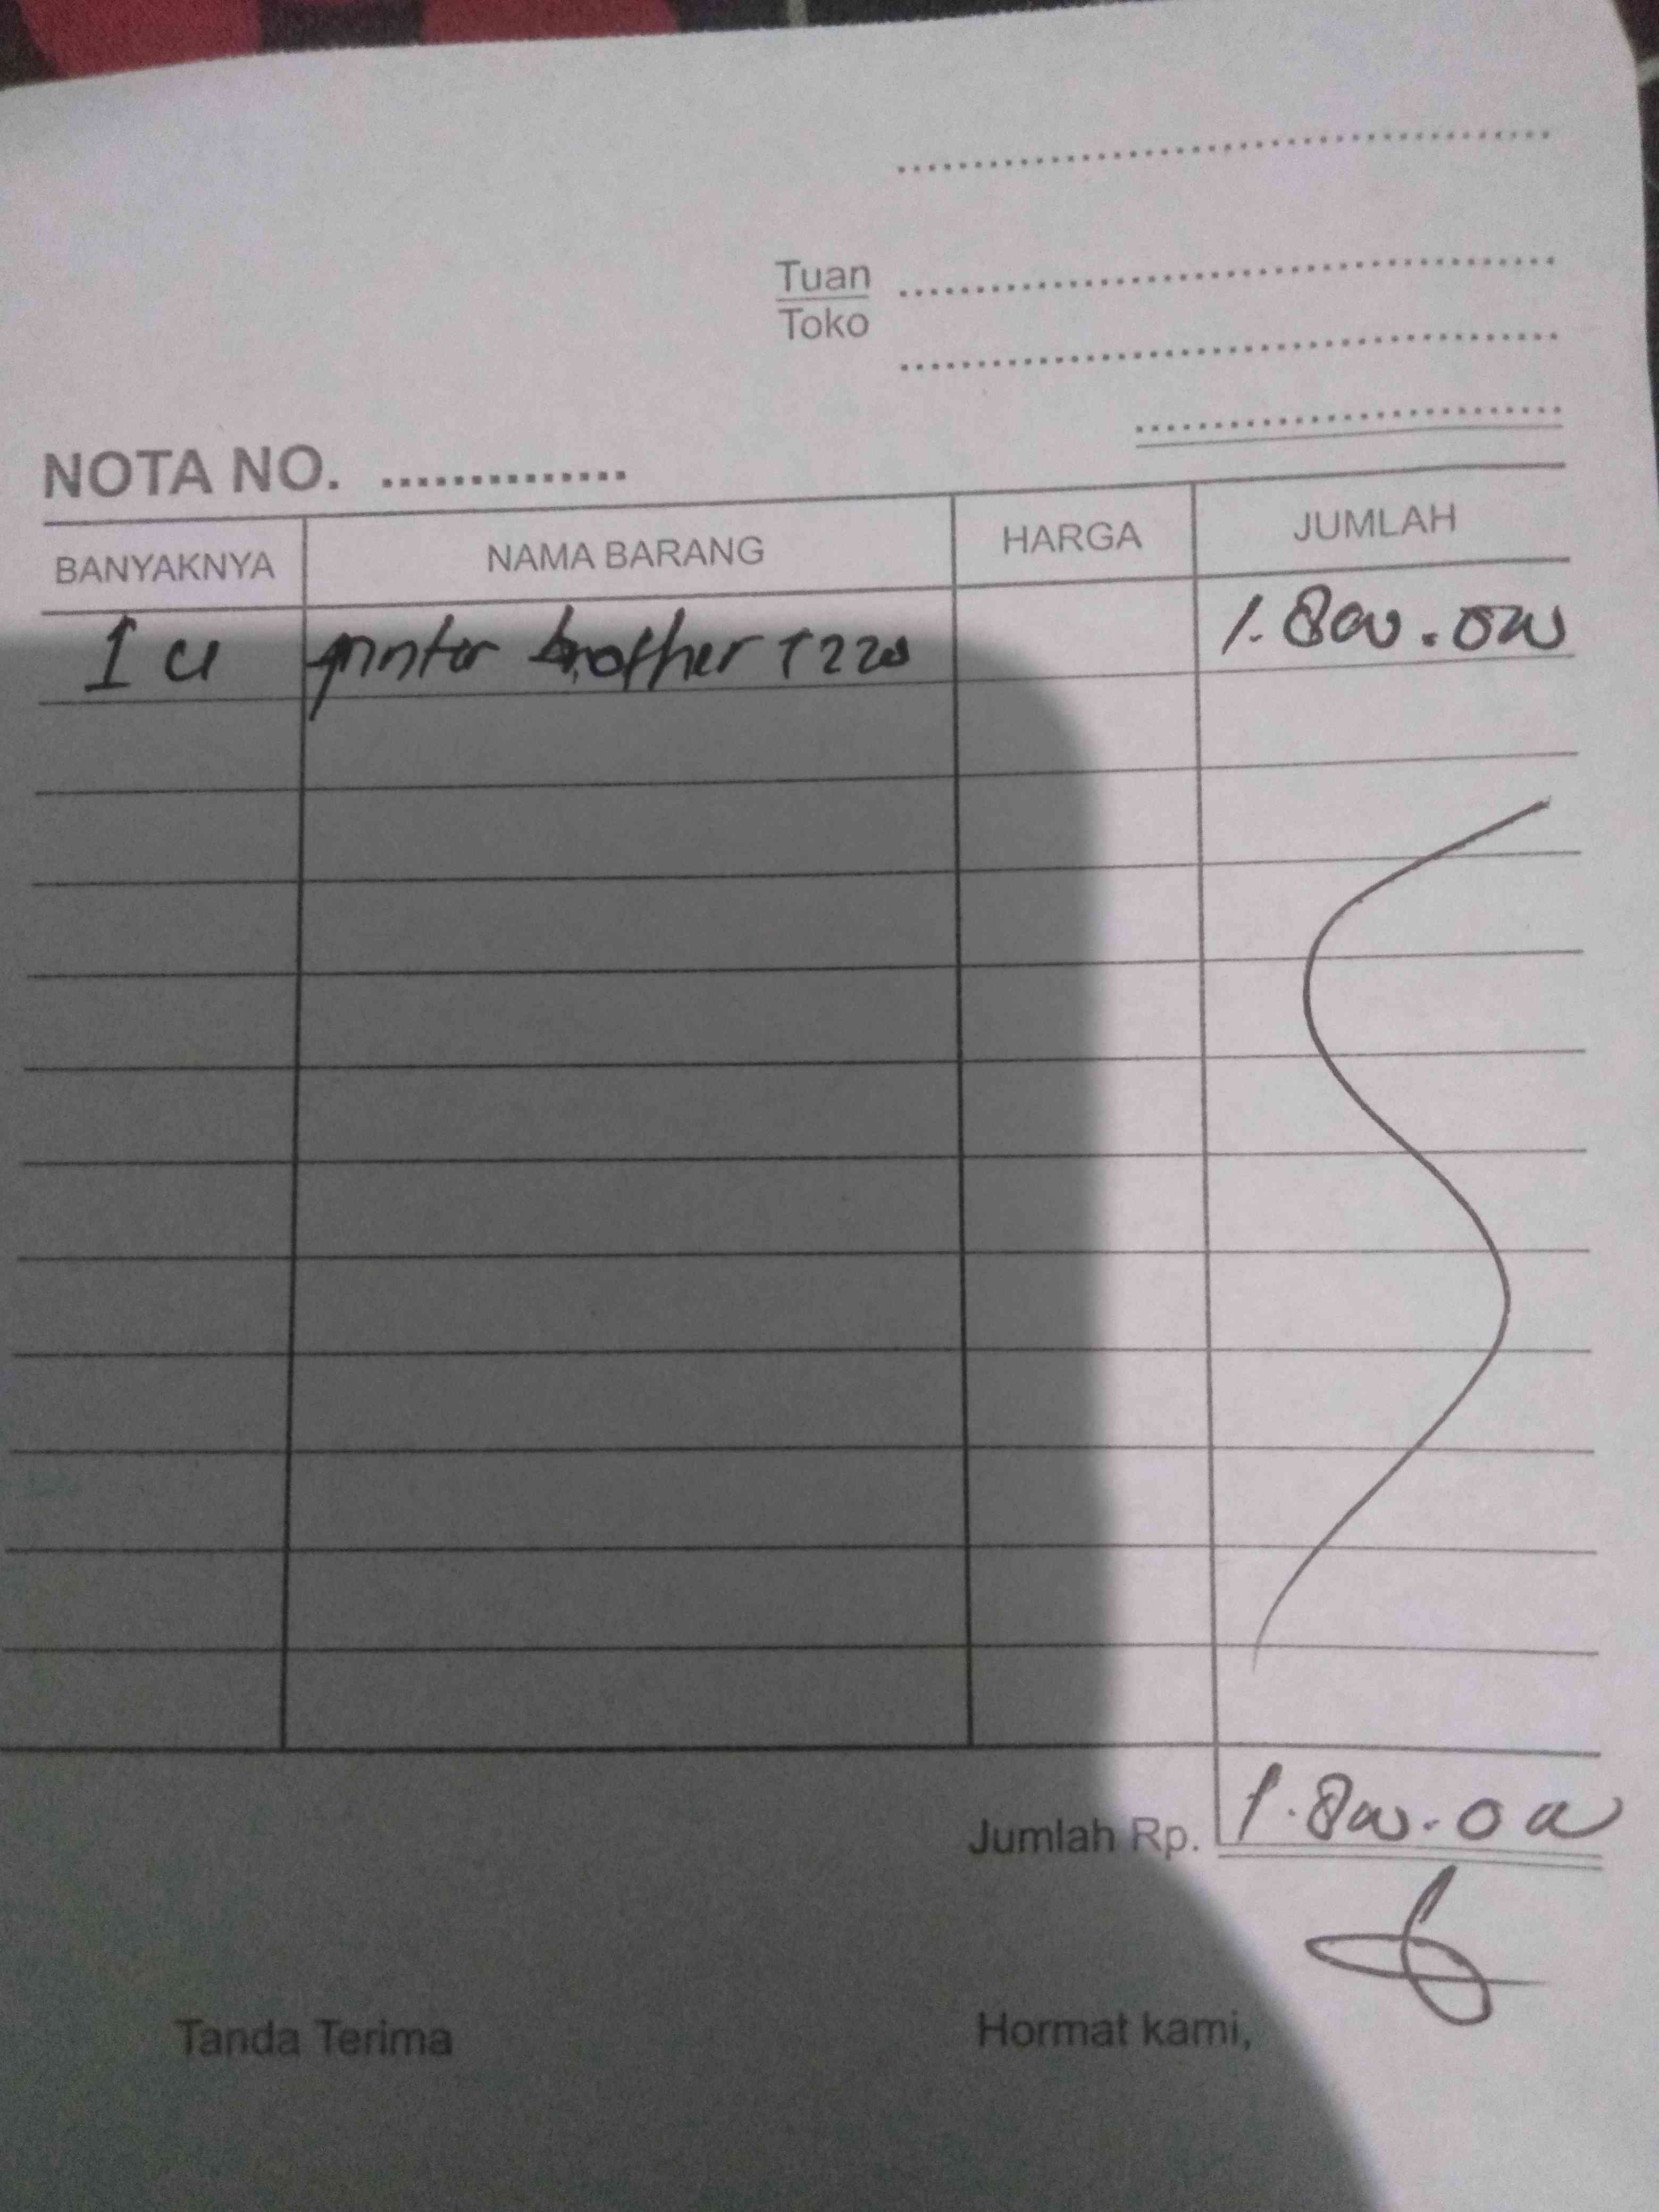 Tuan
Toko
NOTA NO. ..............
BANYAKNYA NAMA BARANG HARGA JUMLAH
1 u printer brother T220 1.800.000
Jumlah Rp. 1.800.000
Tanda Terima Hormat kami,